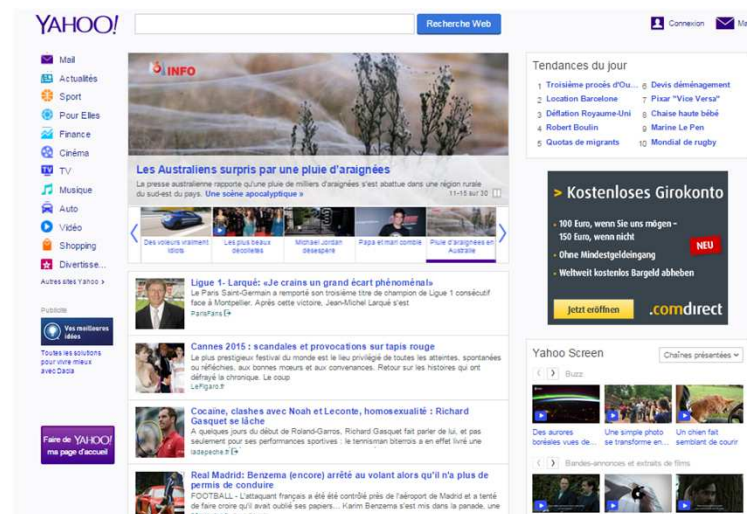 YAHOO!
Recherche Web
Connexion
Mail
Actualités
Sport
Pour Elles
Finance
Cinéma
TV
Musique
Auto
Vidéo
Shopping
Divertisse...
Autres sites Yahoo >
Publicité
Vos meilleures
idées
Toutes les solutions
pour vivre mieux
avec Dacia
Faire de YAHOO!
ma page d'accueil
INFO
Les Australiens surpris par une pluie d'araignées
La presse australienne rapporte qu'une pluie de milliers d'araignées s'est abattue dans une région rurale
du sud-est du pays. Une scène apocalyptique »
11-15 sur 30
Des voleurs vraiment
idiots
Les plus beaux
décolletés
Michael Jordan
désespéré
Papa et man comblé
Pluie d'araignées en
Australie
Ligue 1- Larqué: «Je crains un grand écart phénoménal»
Le Paris Saint-Germain a remporté son troisième titre de champion de Ligue 1 consécutif
face à Montpellier. Après cette victoire, Jean-Michel Larqué s'est
ParisFans
Cannes 2015 : scandales et provocations sur tapis rouge
Le plus prestigieux festival du monde est le lieu privilégié de toutes les atteintes, spontanées
ou réfléchies, aux bonnes mœurs et aux convenances. Retour sur les histoires qui ont
défrayé la chronique. Le coup
LeFigaro.fr
Cocaïne, clashes avec Noah et Leconte, homosexualité : Richard
Gasquet se lâche
A quelques jours du début de Roland-Garros, Richard Gasquet fait parler de lui, et pas
seulement pour ses performances sportives : le tennisman biterrois a en effet livré une
ladepeche.fr
Real Madrid: Benzema (encore) arrêté au volant alors qu'il n'a plus de
permis de conduire
FOOTBALL - L'attaquant français a été été contrôlé près de l'aéroport de Madrid et a tenté
de faire croire qu'il avait oublié ses papiers... Karim Benzema s'est mis dans la panade, une
Tendances du jour
1 Troisième procès d'Ou...
2 Location Barcelone
3 Déflation Royaume-Uni
4 Robert Boulin
5 Quotas de migrants
6 Devis déménagement
7 Pixar "Vice Versa"
8 Chaise haute bébé
9 Marine Le Pen
10 Mondial de rugby
> Kostenloses Girokonto
100 Euro, wenn Sie uns mögen –
150 Euro, wenn nicht
Ohne Mindestgeldeingang
Weltweit kostenlos Bargeld abheben
NEU
Jetzt eröffnen
.comdirect
Yahoo Screen
Chaînes présentées
Buzz
Des aurores
boréales vues de...
Une simple photo
se transforme en...
Un chien fait
semblant de courir
Bandes-annonces et extraits de films